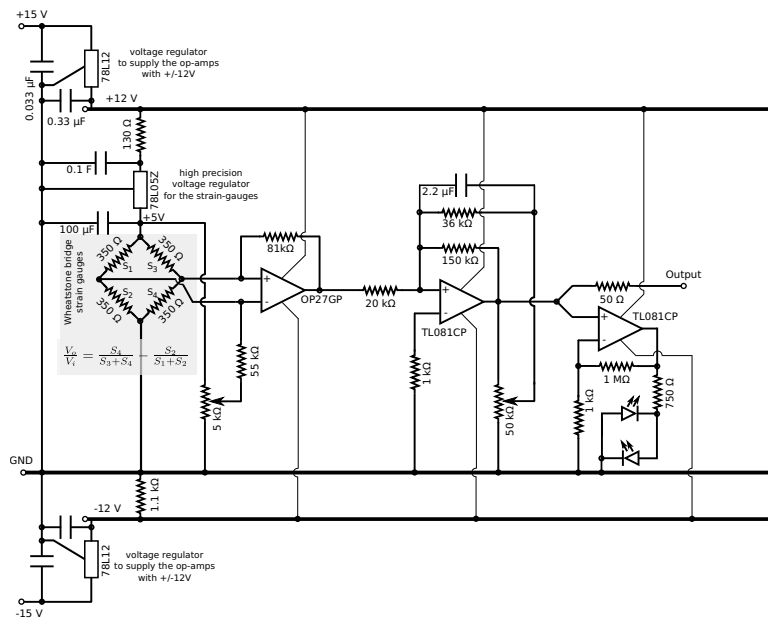 +15 V
78L12
voltage regulator
to supply the op-amps
with +/-12V
0.033 µF
0.33 µF
+12 V
130 Ω
0.1 F
78L05Z
high precision
voltage regulator
for the strain-gauges
+5V
100 µF
Wheatstone bridge
strain gauges
350 Ω
350 Ω
350 Ω
350 Ω
S1
S3
S2
S4
Vo/Vi = S4/(S3+S4) − S2/(S1+S2)
81kΩ
+
-
OP27GP
55 kΩ
5 kΩ
20 kΩ
2.2 µF
36 kΩ
150 kΩ
+
-
TL081CP
1 kΩ
50 kΩ
50 Ω
Output
+
-
TL081CP
1 MΩ
1 kΩ
750 Ω
GND
1.1 kΩ
-12 V
78L12
voltage regulator
to supply the op-amps
with +/-12V
-15 V